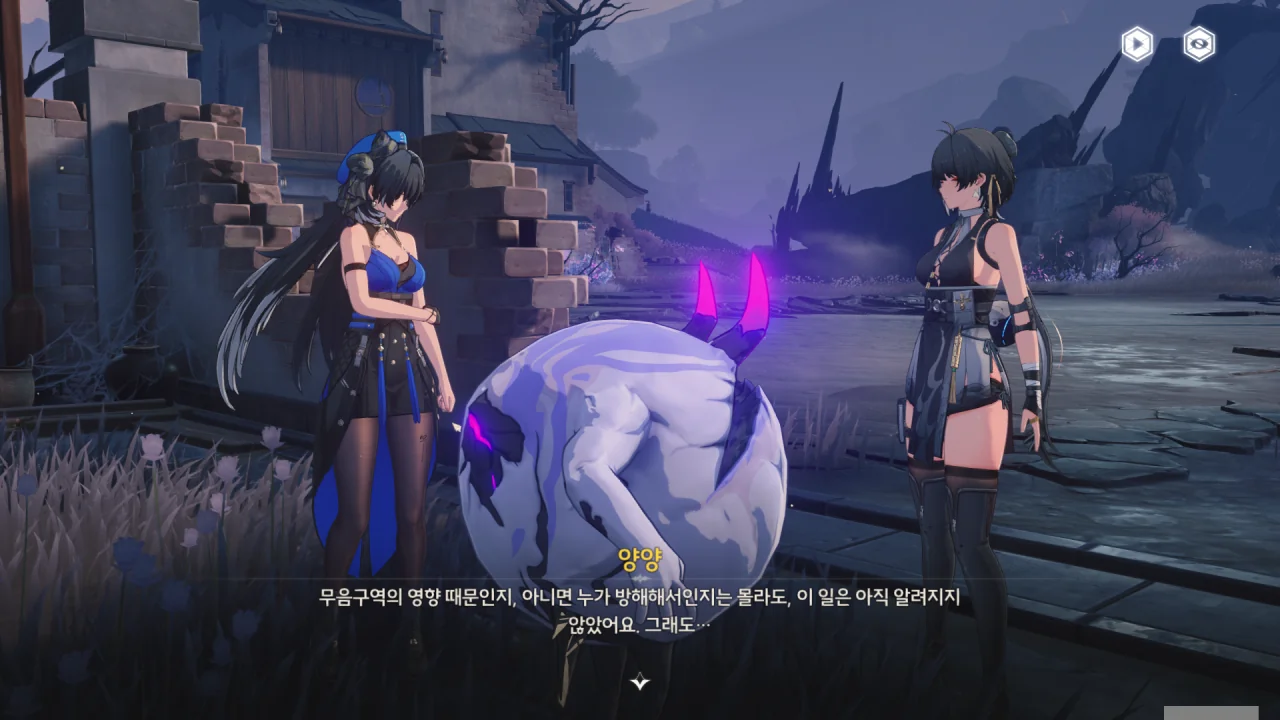 양양
무음구역의 영향 때문인지, 아니면 누가 방해해서인지는 몰라도, 이 일은 아직 알려지지
않았어요. 그래도…